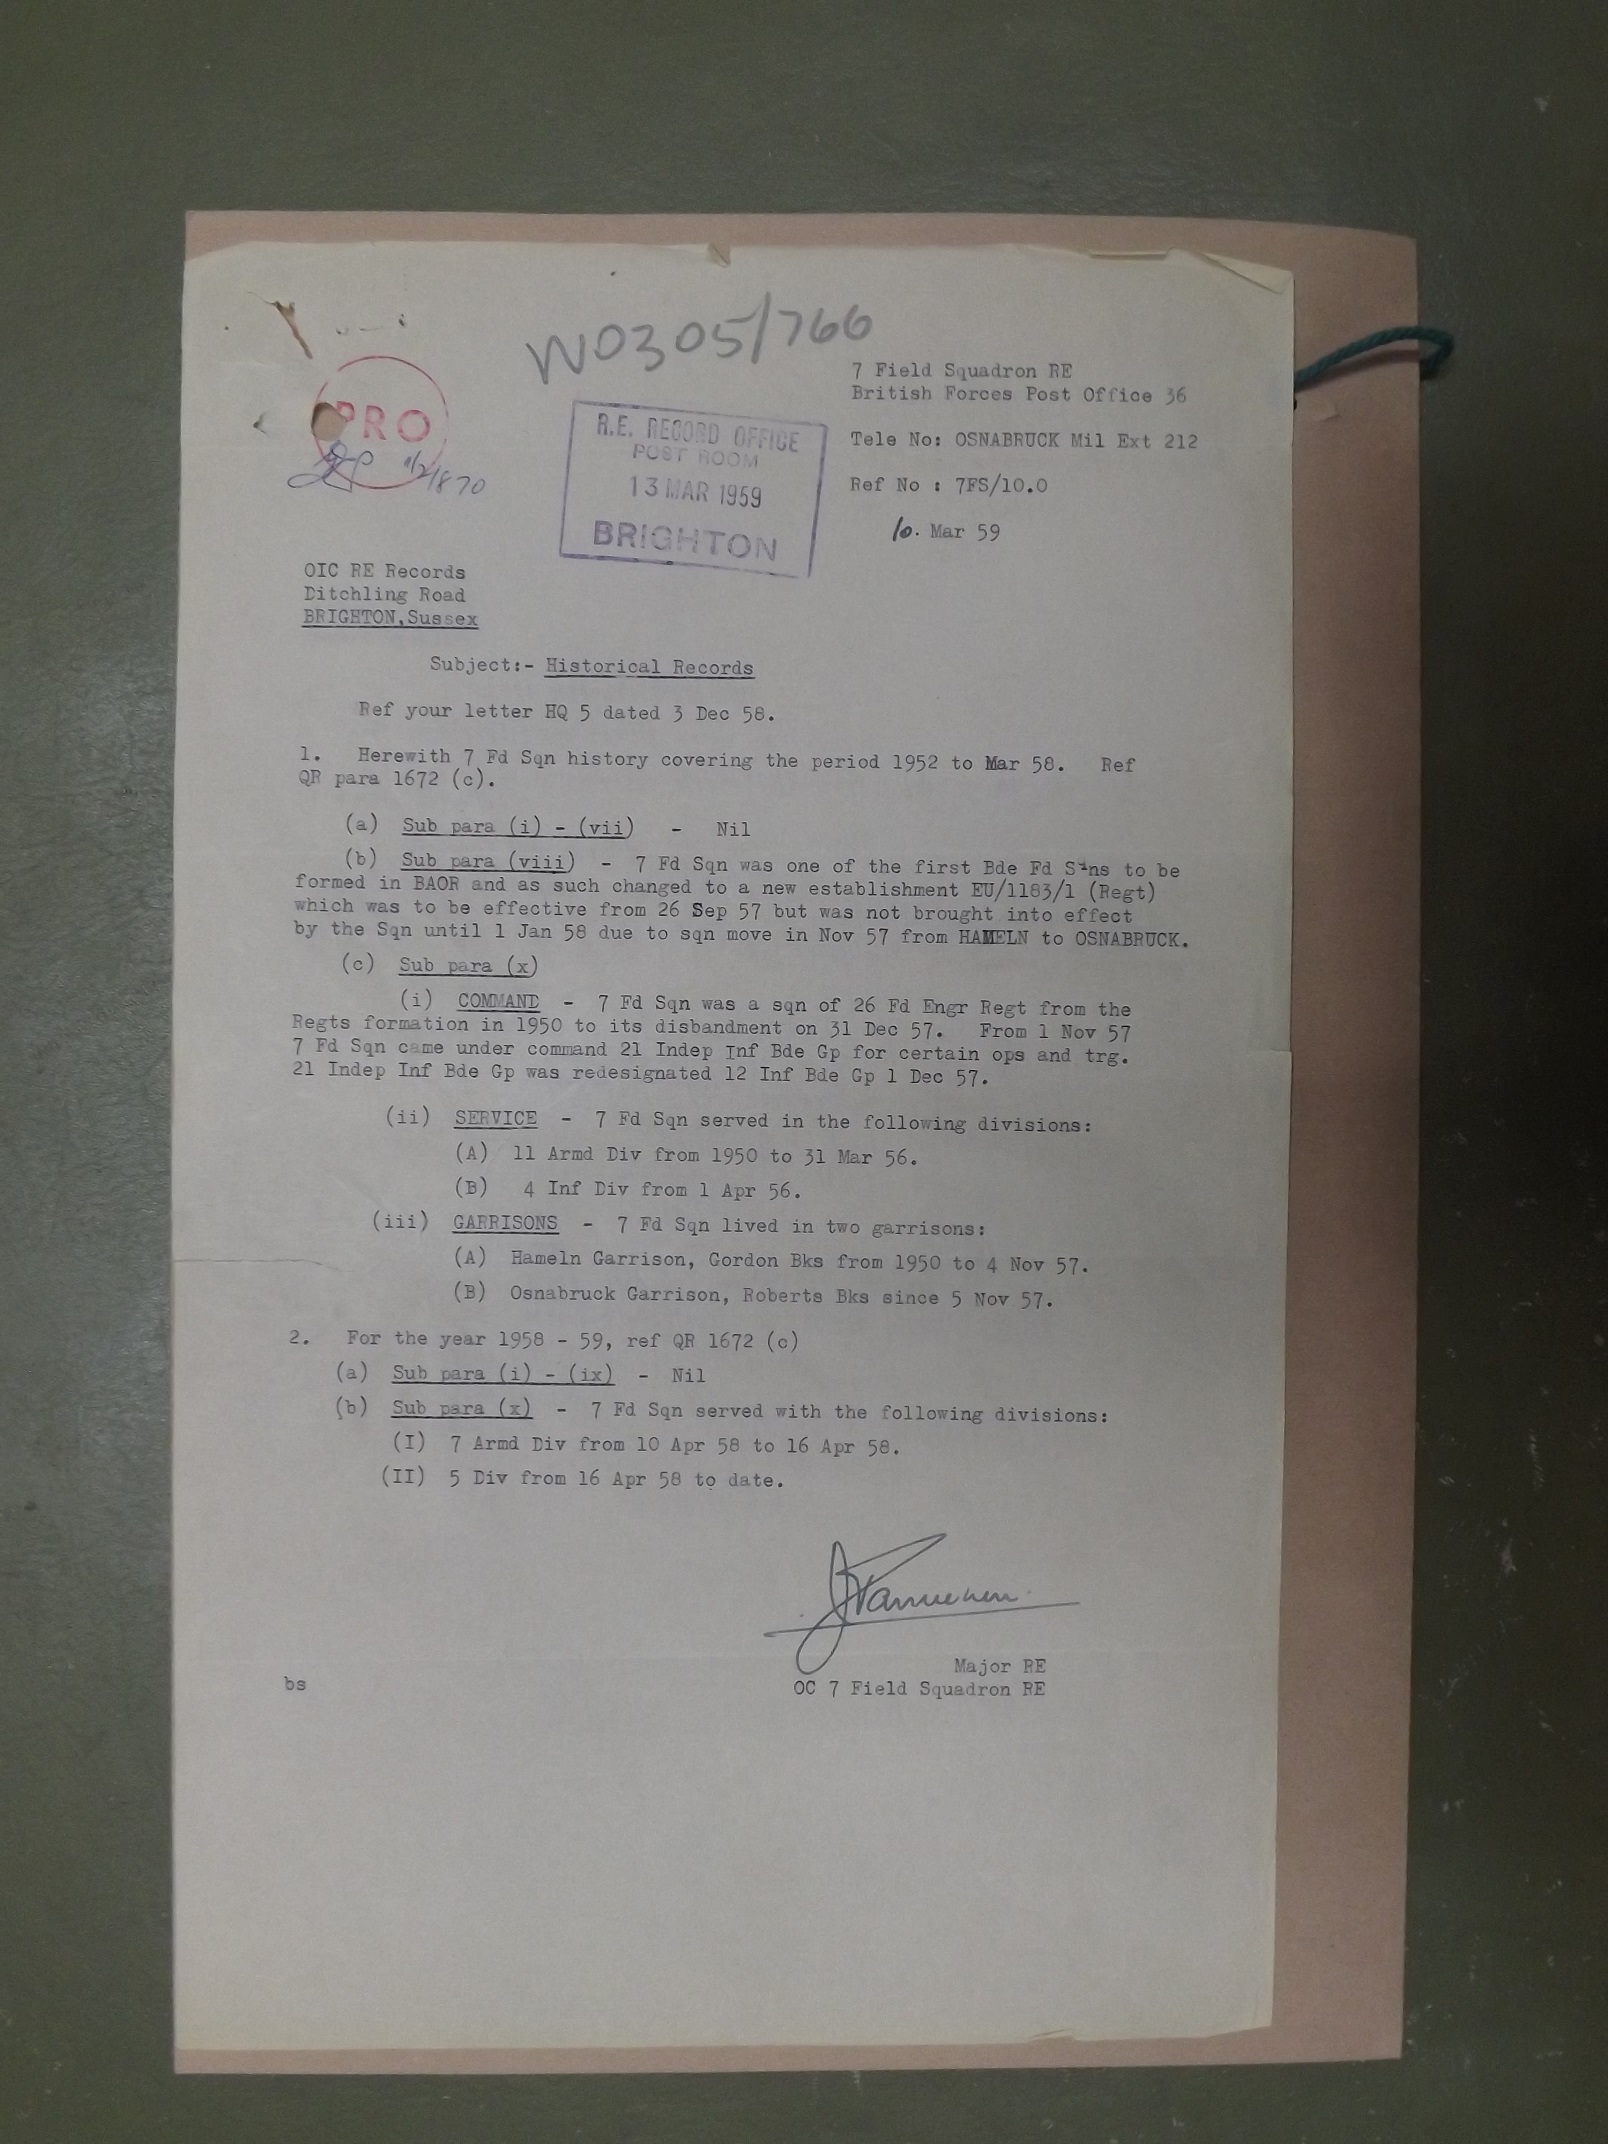 WO305/766
PRO
R.E. RECORD OFFICE
POST ROOM
13 MAR 1959
BRIGHTON
7 Field Squadron RE
British Forces Post Office 36
Tele No: OSNABRUCK Mil Ext 212
Ref No : 7FS/10.0
10. Mar 59
OIC RE Records
Ditchling Road
BRIGHTON,Sussex
Subject:- Historical Records
Ref your letter HQ 5 dated 3 Dec 58.
1. Herewith 7 Fd Sqn history covering the period 1952 to Mar 58. Ref
QR para 1672 (c).
(a) Sub para (i) - (vii) - Nil
(b) Sub para (viii) - 7 Fd Sqn was one of the first Bde Fd Sqns to be
formed in BAOR and as such changed to a new establishment EU/1183/1 (Regt)
which was to be effective from 26 Sep 57 but was not brought into effect
by the Sqn until 1 Jan 58 due to sqn move in Nov 57 from HAMELN to OSNABRUCK.
(c) Sub para (x)
(i) COMMAND - 7 Fd Sqn was a sqn of 26 Fd Engr Regt from the
Regts formation in 1950 to its disbandment on 31 Dec 57. From 1 Nov 57
7 Fd Sqn came under command 21 Indep Inf Bde Gp for certain ops and trg.
21 Indep Inf Bde Gp was redesignated 12 Inf Bde Gp 1 Dec 57.
(ii) SERVICE - 7 Fd Sqn served in the following divisions:
(A) 11 Armd Div from 1950 to 31 Mar 56.
(B) 4 Inf Div from 1 Apr 56.
(iii) GARRISONS - 7 Fd Sqn lived in two garrisons:
(A) Hameln Garrison, Gordon Bks from 1950 to 4 Nov 57.
(B) Osnabruck Garrison, Roberts Bks since 5 Nov 57.
2. For the year 1958 - 59, ref QR 1672 (c)
(a) Sub para (i) - (ix) - Nil
(b) Sub para (x) - 7 Fd Sqn served with the following divisions:
(I) 7 Armd Div from 10 Apr 58 to 16 Apr 58.
(II) 5 Div from 16 Apr 58 to date.
Major RE
bs
OC 7 Field Squadron RE